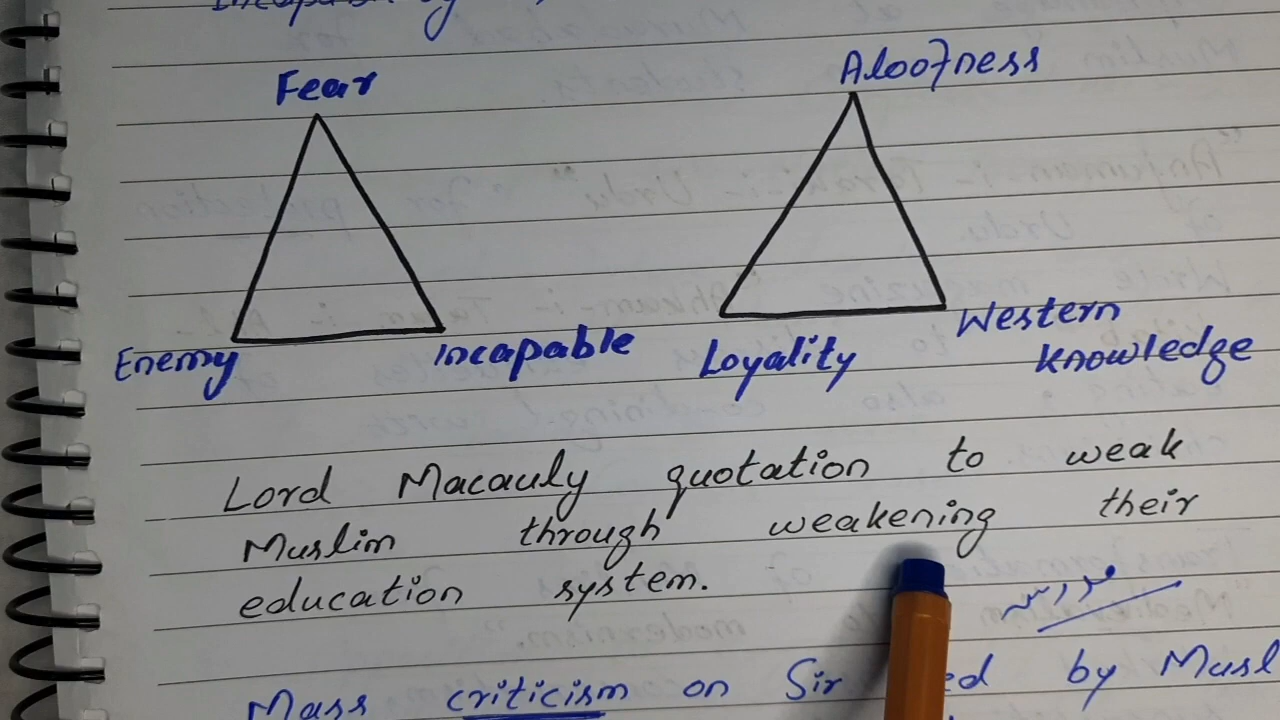 Incapable
Fear
Aloofness
Enemy
Incapable
Loyality
Western
Knowledge
Lord Macauly quotation to weak
Muslim through weakening their
education system.
مدارس
Mass criticism on Sir by Musl